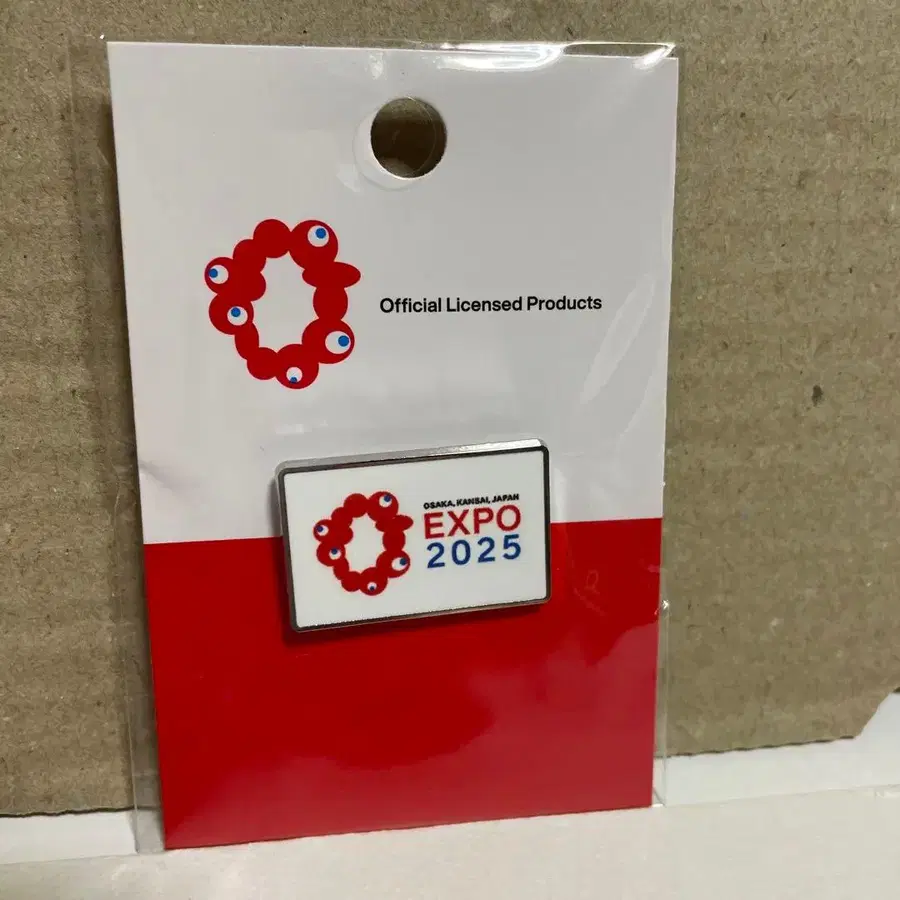 Official Licensed Products
OSAKA, KANSAI, JAPAN
EXPO
2025